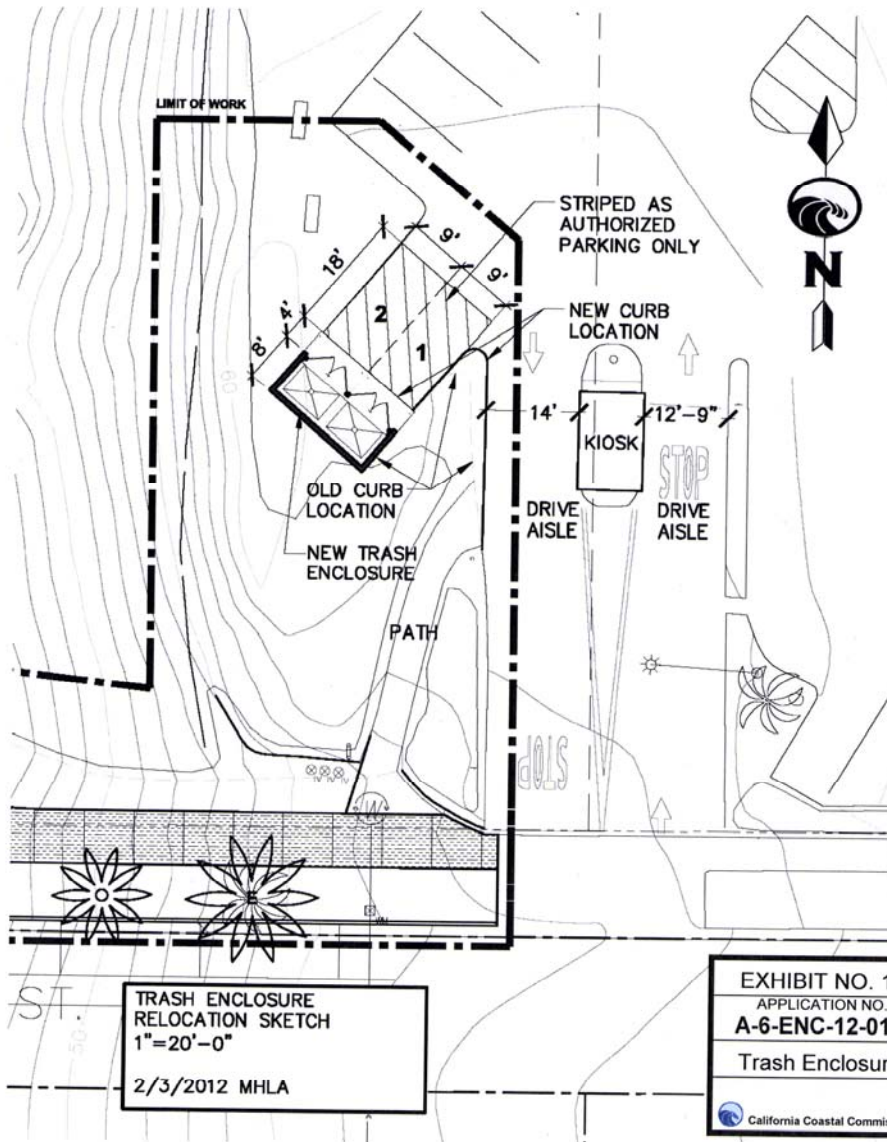 LIMIT OF WORK
STRIPED AS
AUTHORIZED
PARKING ONLY
9'
9'
18'
4'
8'
2
1
NEW CURB
LOCATION
N
14'
12'-9"
KIOSK
STOP
OLD CURB
LOCATION
DRIVE
AISLE
DRIVE
AISLE
NEW TRASH
ENCLOSURE
60
PATH
STOP
W
E
ST.
50
TRASH ENCLOSURE
RELOCATION SKETCH
1"=20'-0"
2/3/2012 MHLA
EXHIBIT NO. 1
APPLICATION NO.
A-6-ENC-12-01
Trash Enclosur
California Coastal Commis